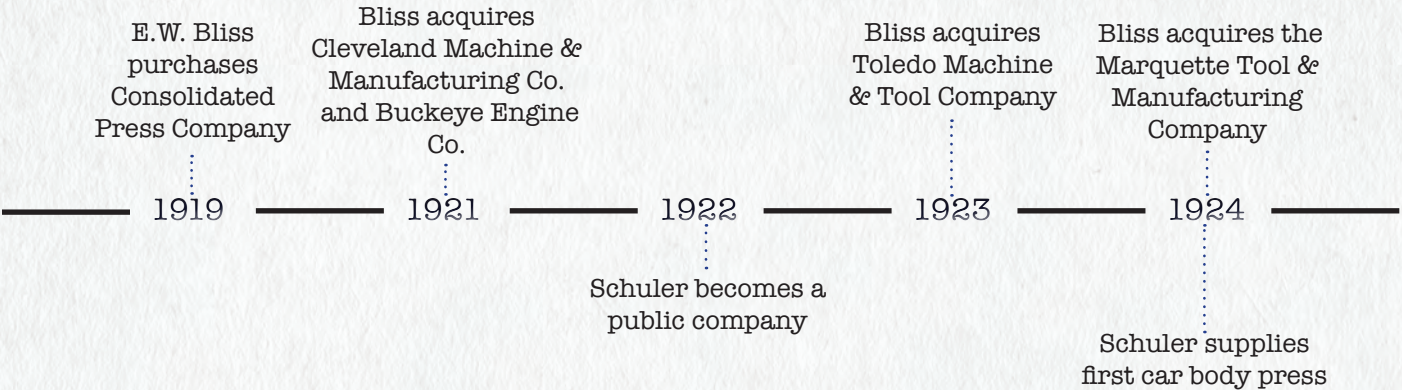 E.W. Bliss
purchases
Consolidated
Press Company
Bliss acquires
Cleveland Machine &
Manufacturing Co.
and Buckeye Engine
Co.
Bliss acquires
Toledo Machine
& Tool Company
Bliss acquires the
Marquette Tool &
Manufacturing
Company
1919 1921 1922 1923 1924
Schuler becomes a
public company
Schuler supplies
first car body press